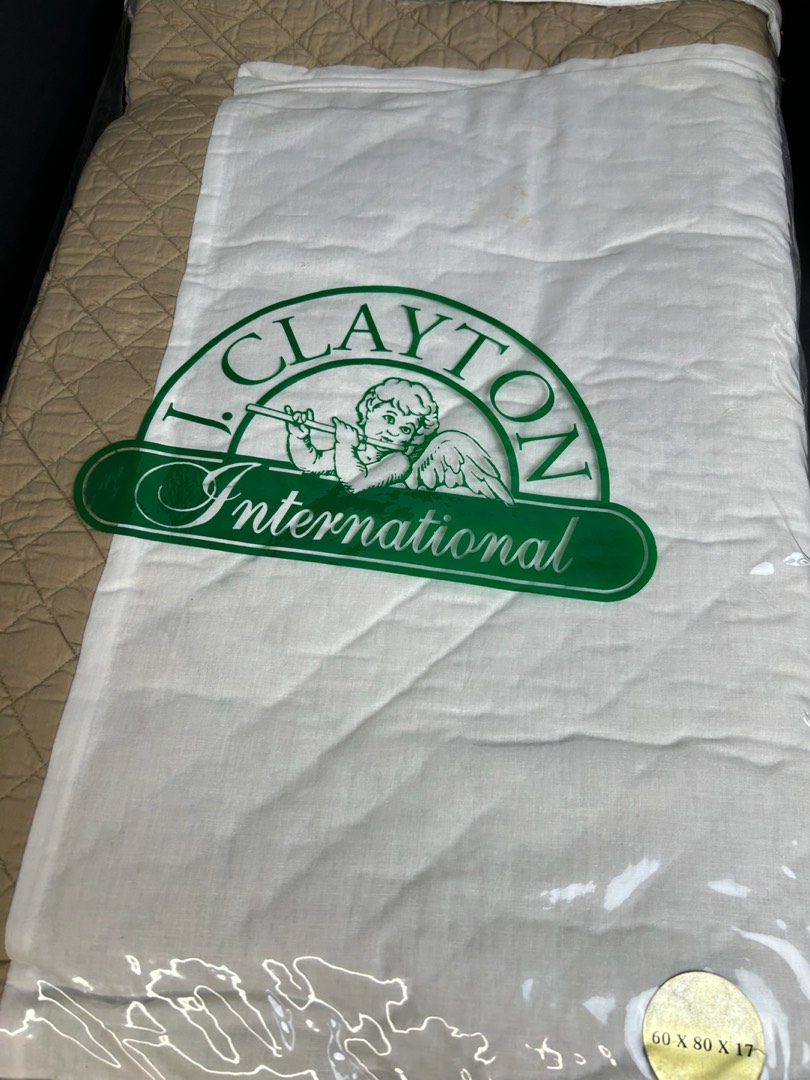 J. CLAYTON
International
60 X 80 X 17